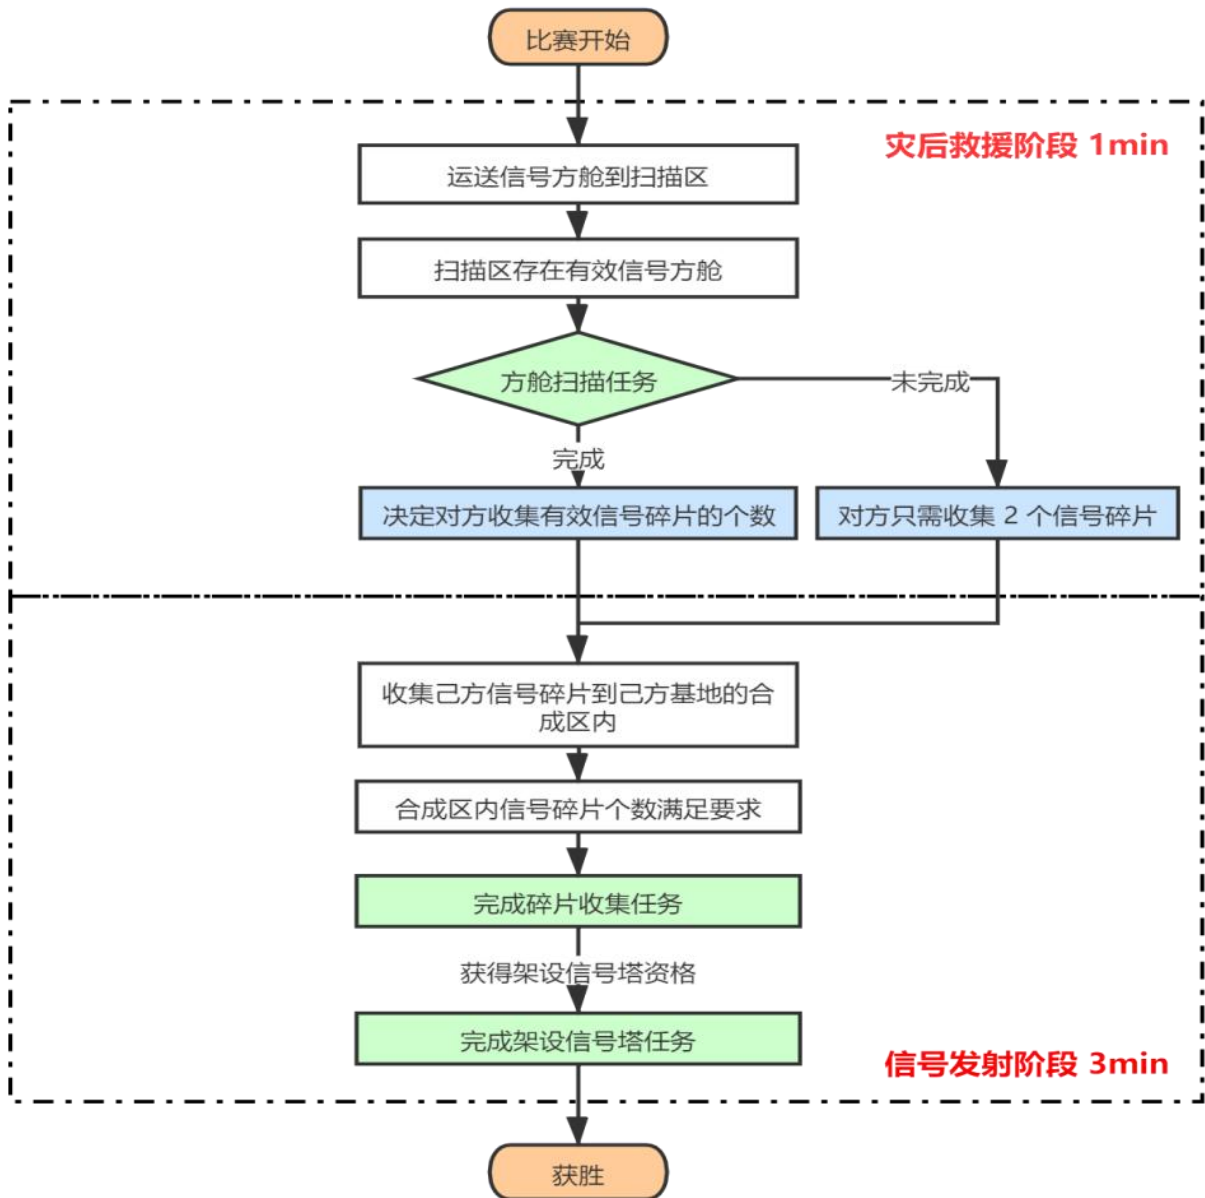 比赛开始
灾后救援阶段 1min
运送信号方舱到扫描区
扫描区存在有效信号方舱
方舱扫描任务
未完成
完成
决定对方收集有效信号碎片的个数
对方只需收集 2 个信号碎片
收集己方信号碎片到己方基地的合
成区内
合成区内信号碎片个数满足要求
完成碎片收集任务
获得架设信号塔资格
完成架设信号塔任务
信号发射阶段 3min
获胜